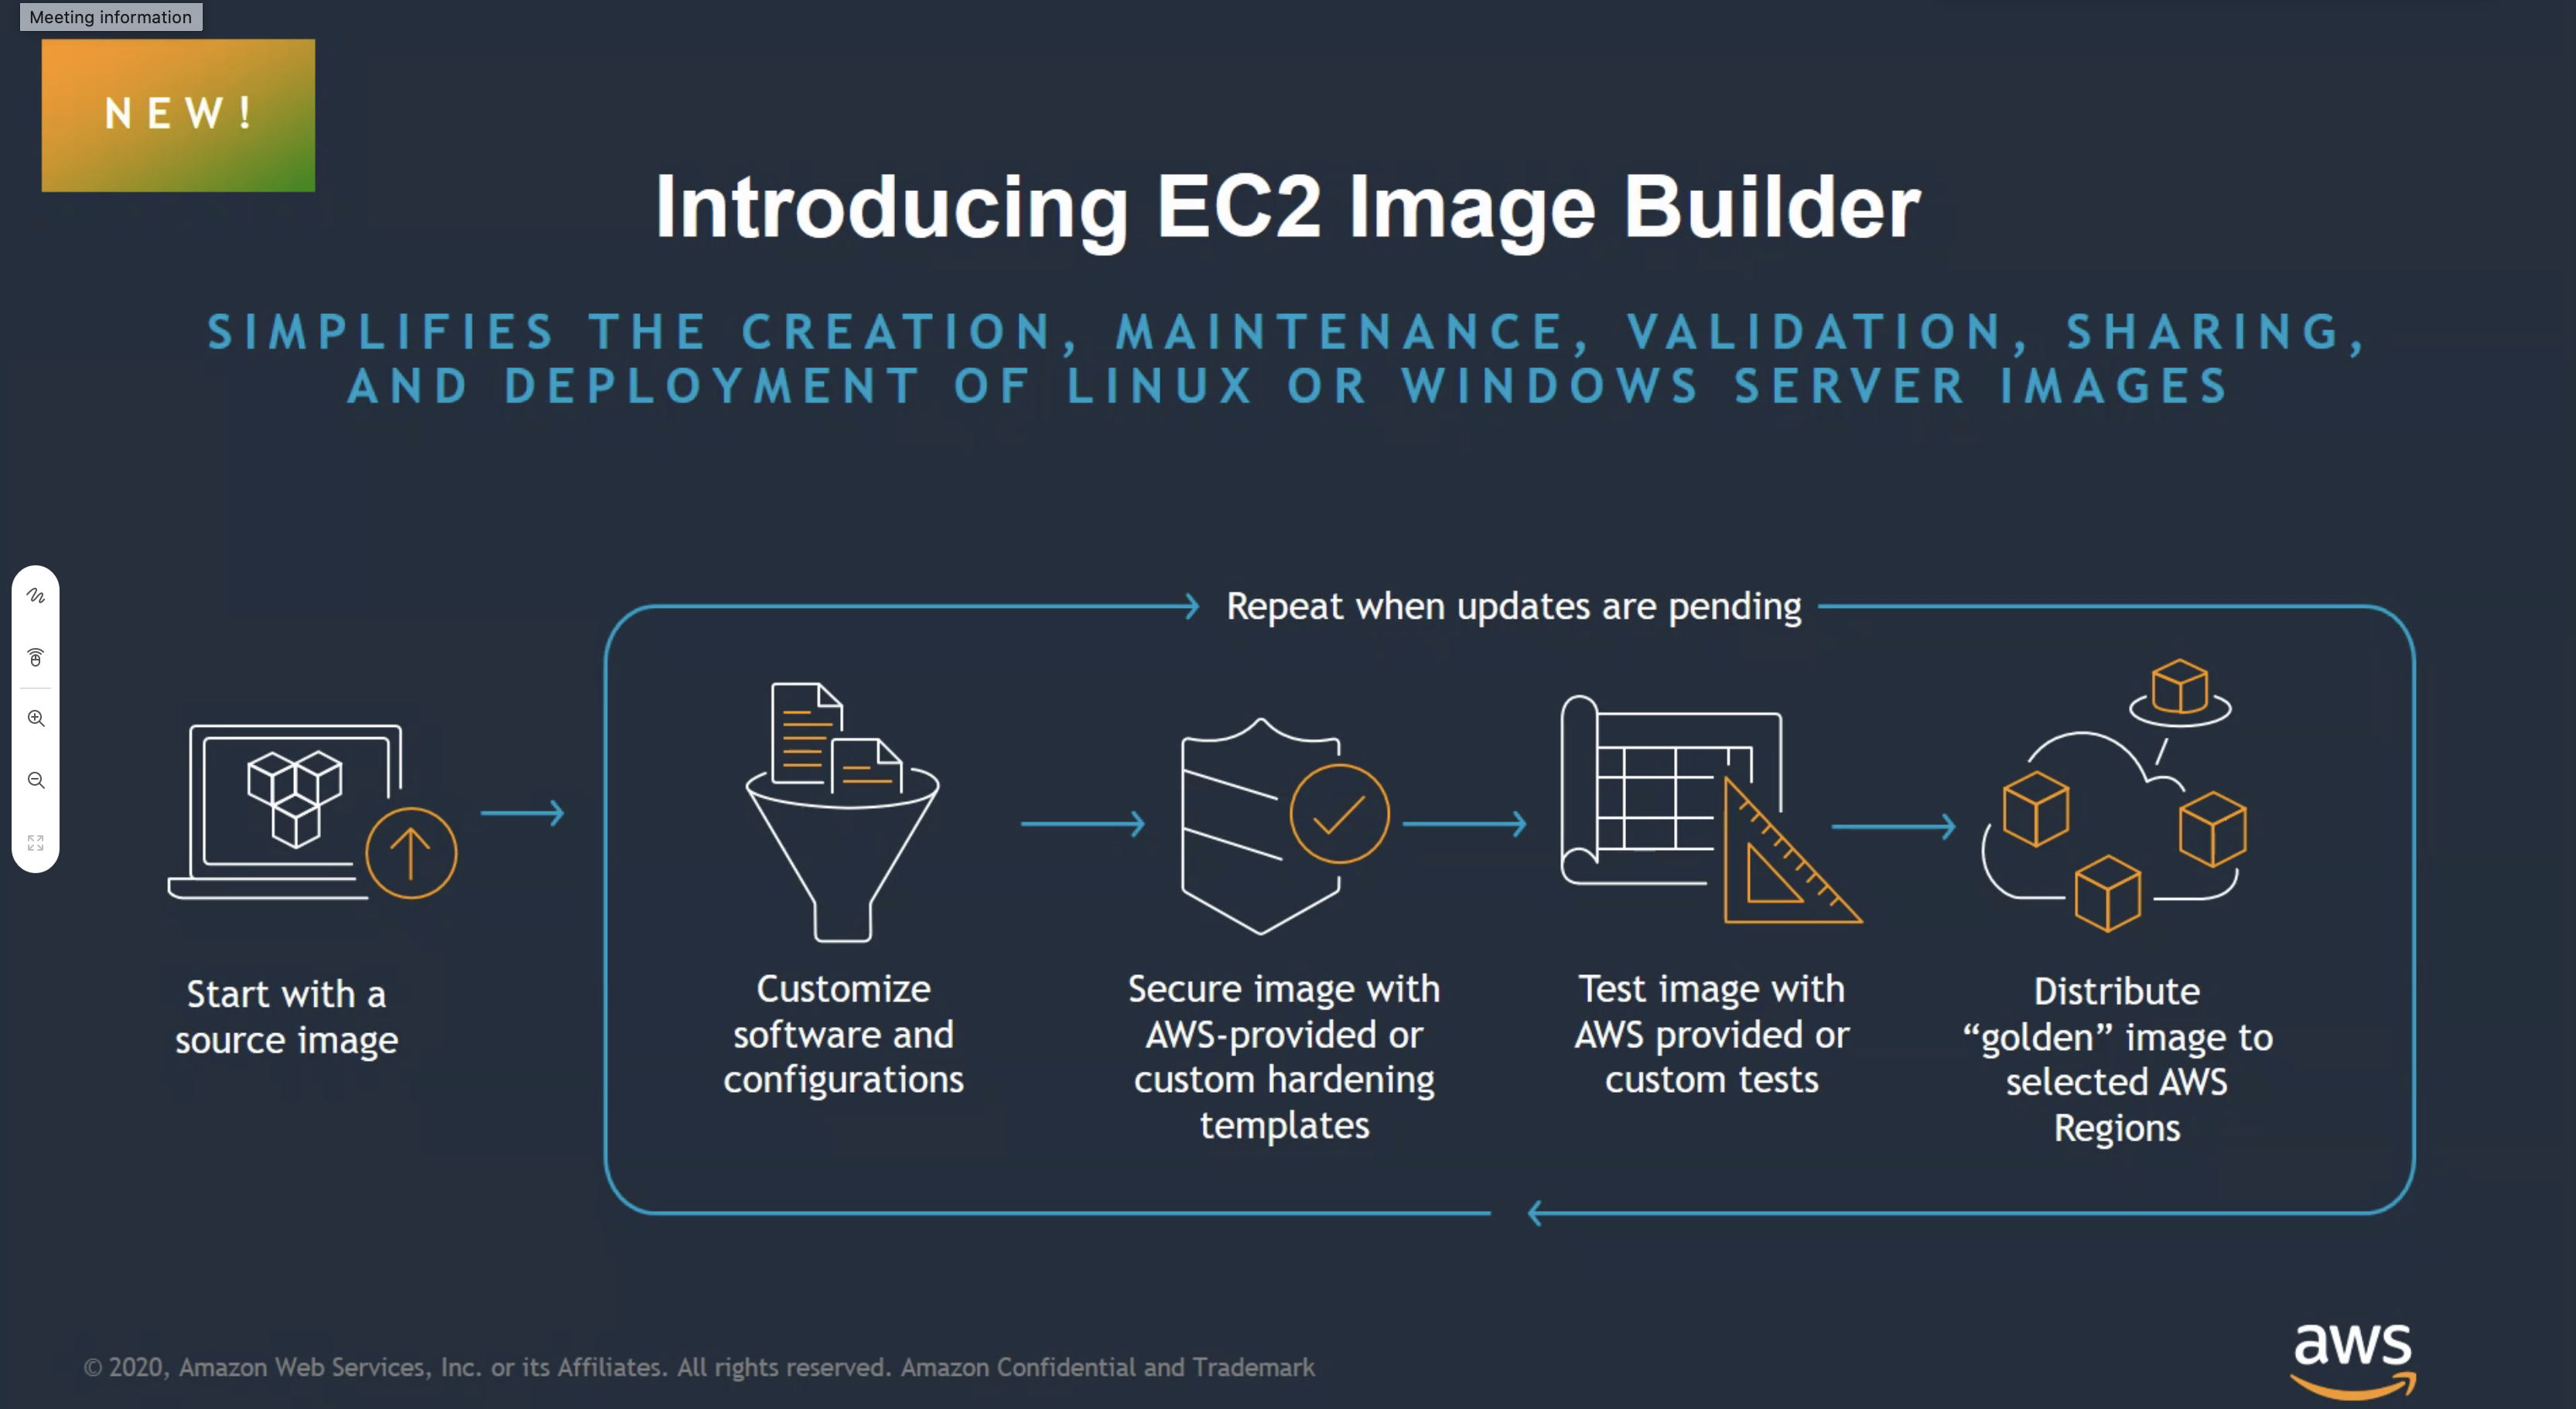 Meeting information
NEW!
Introducing EC2 Image Builder
SIMPLIFIES THE CREATION, MAINTENANCE, VALIDATION, SHARING,
AND DEPLOYMENT OF LINUX OR WINDOWS SERVER IMAGES
Repeat when updates are pending
Start with a
source image
Customize
software and
configurations
Secure image with
AWS-provided or
custom hardening
templates
Test image with
AWS provided or
custom tests
Distribute
“golden” image to
selected AWS
Regions
© 2020, Amazon Web Services, Inc. or its Affiliates. All rights reserved. Amazon Confidential and Trademark
aws